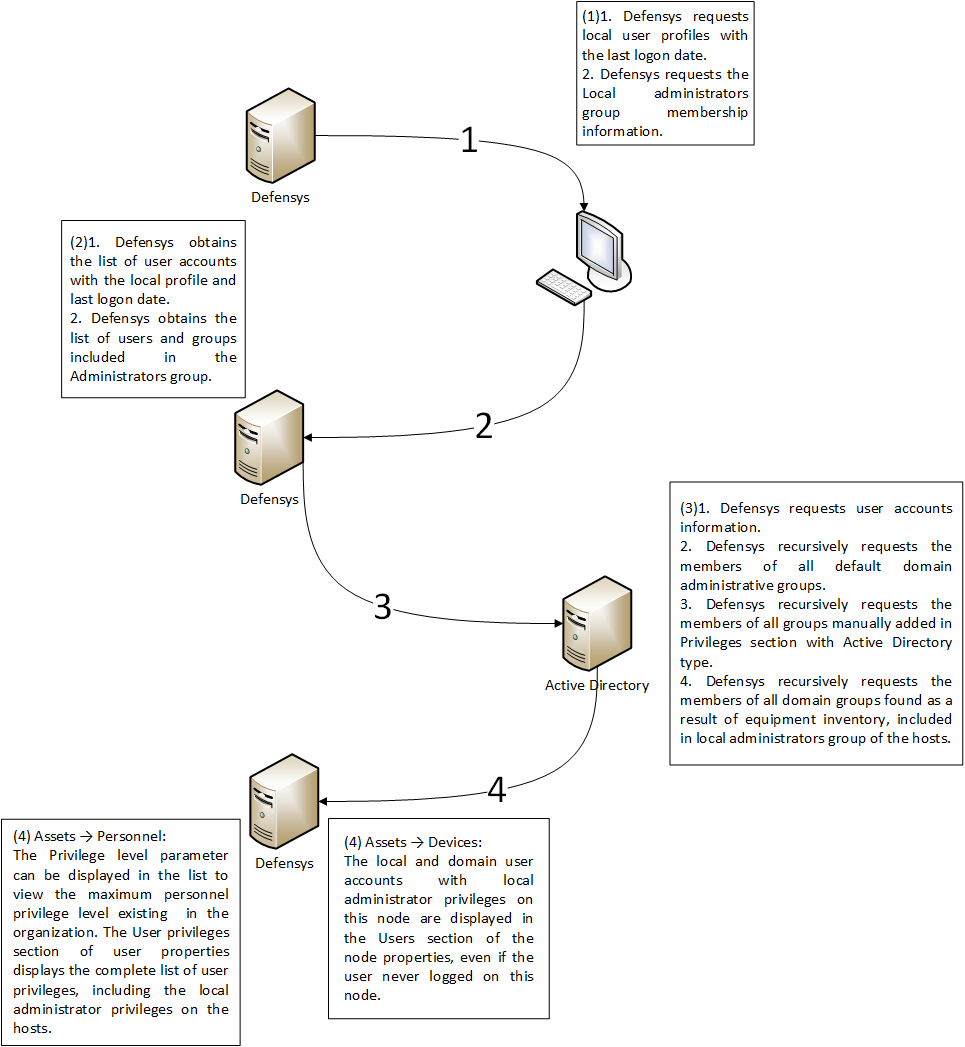 (1)1. Defensys requests
local user profiles with
the last logon date.
2. Defensys requests the
Local administrators
group membership
information.
1
Defensys
(2)1. Defensys obtains
the list of user accounts
with the local profile and
last logon date.
2. Defensys obtains the
list of users and groups
included in the
Administrators group.
2
Defensys
(3)1. Defensys requests user accounts
information.
2. Defensys recursively requests the
members of all default domain
administrative groups.
3. Defensys recursively requests the
members of all groups manually added in
Privileges section with Active Directory
type.
4. Defensys recursively requests the
members of all domain groups found as a
result of equipment inventory, included
in local administrators group of the hosts.
3
Active Directory
4
Defensys
(4) Assets → Personnel:
The Privilege level parameter
can be displayed in the list to
view the maximum personnel
privilege level existing in the
organization. The User privileges
section of user properties
displays the complete list of user
privileges, including the local
administrator privileges on the
hosts.
(4) Assets → Devices:
The local and domain user
accounts with local
administrator privileges on
this node are displayed in
the Users section of the
node properties, even if the
user never logged on this
node.